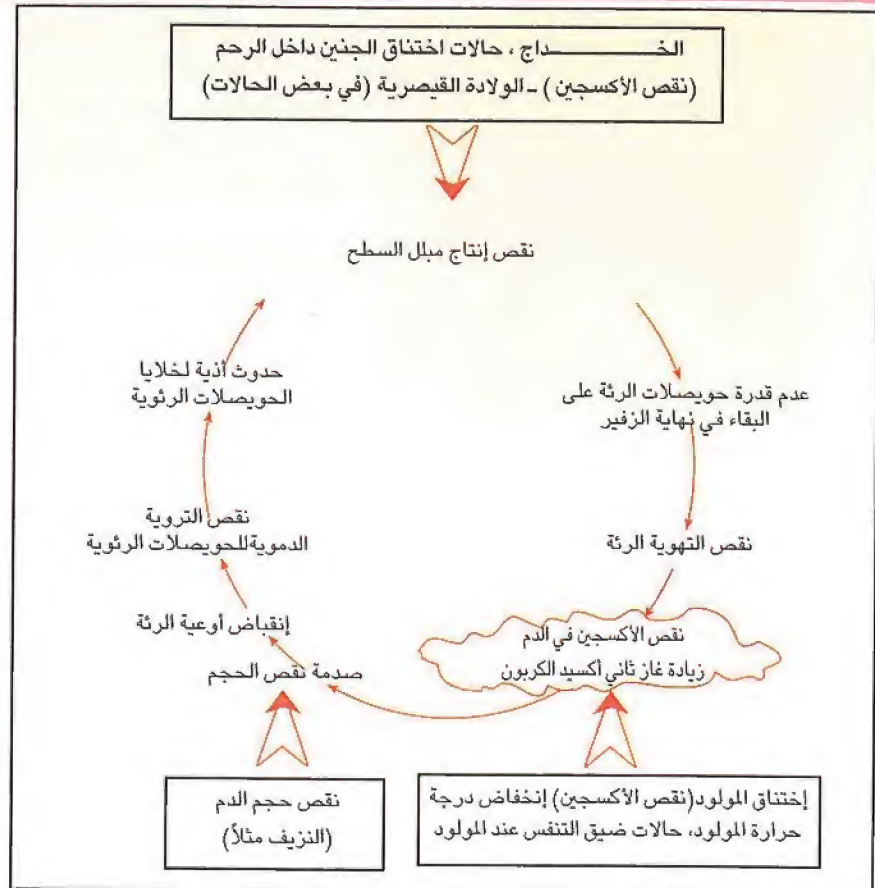 الخـــــــــداج ، حالات اختناق الجنين داخل الرحم
(نقص الأكسجين ) - الولادة القيصرية (في بعض الحالات)
نقص إنتاج مبلل السطح
عدم قدرة حويصلات الرئة على
البقاء في نهاية الزفير
نقص التهوية الرئة
نقص الأكسجين في الدم
زيادة غاز ثاني أكسيد الكربون
صدمة نقص الحجم
إنقباض أوعية الرئة
نقص التروية
الدمويةللحويصلات الرئوية
حدوث أذية لخلايا
الحويصلات الرئوية
إختناق المولود(نقص الأكسجين) إنخفاض درجة
حرارة المولود، حالات ضيق التنفس عند المولود
نقص حجم الدم
(النزيف مثلاً)